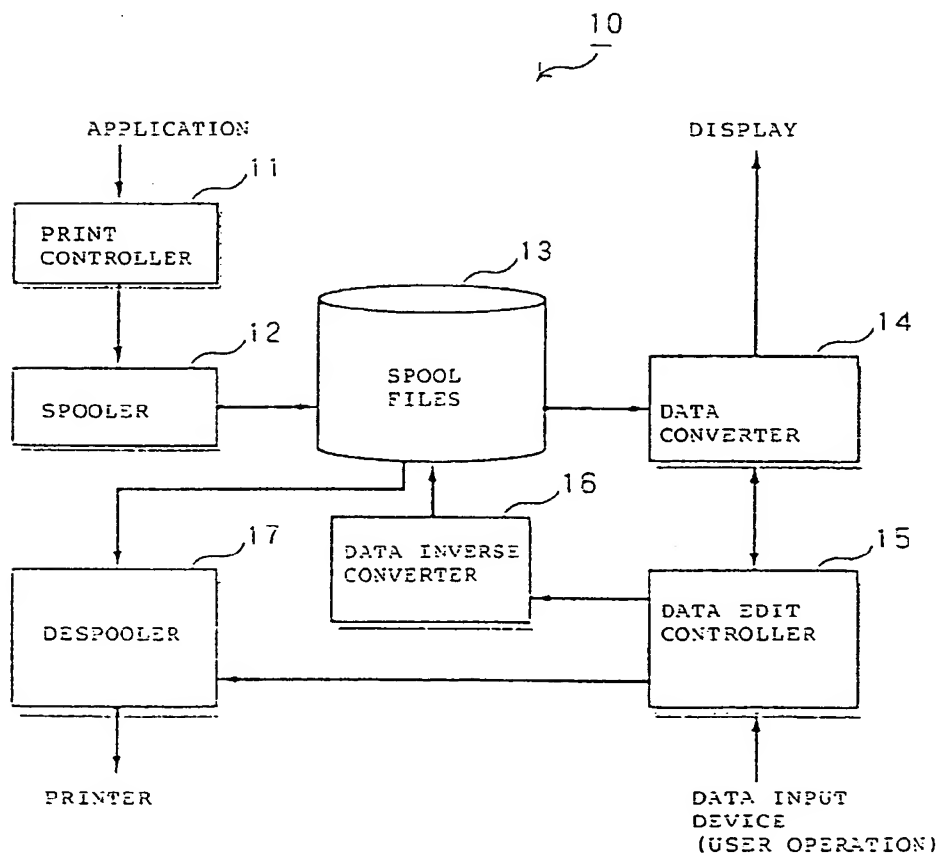 10
APPLICATION
DISPLAY
11
PRINT
CONTROLLER
13
12
14
SPOOLER
SPOOL
FILES
DATA
CONVERTER
16
17
15
DATA INVERSE
CONVERTER
DESPOOLER
DATA EDIT
CONTROLLER
PRINTER
DATA INPUT
DEVICE
(USER OPERATION)